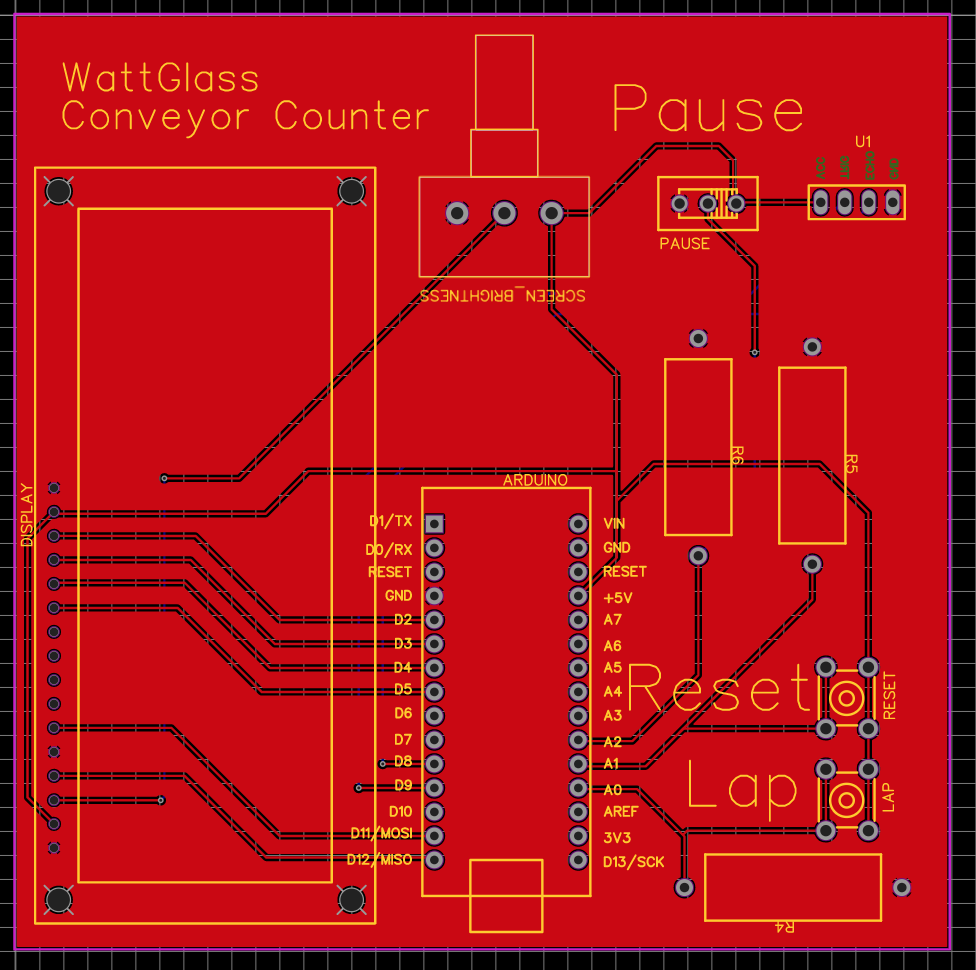 WattGlass
Conveyor Counter
Pause
U1
VCC
TRIG
ECHO
GND
PAUSE
SCREEN_BRIGHTNESS
R6
R5
DISPLAY
ARDUINO
D1/TX
D0/RX
RESET
GND
D2
D3
D4
D5
D6
D7
D8
D9
D10
D11/MOSI
D12/MISO
VIN
GND
RESET
+5V
A7
A6
A5
A4
A3
A2
A1
A0
AREF
3V3
D13/SCK
Reset
RESET
Lap
LAP
R4